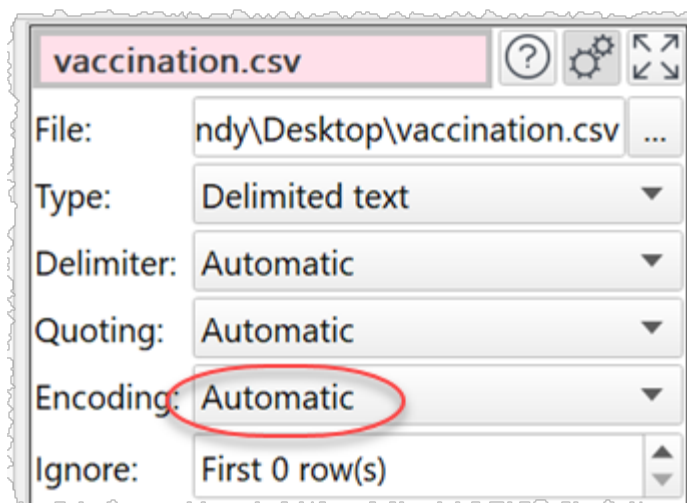 vaccination.csv ?
File: ndy\Desktop\vaccination.csv ...
Type: Delimited text
Delimiter: Automatic
Quoting: Automatic
Encoding: Automatic
Ignore: First 0 row(s)